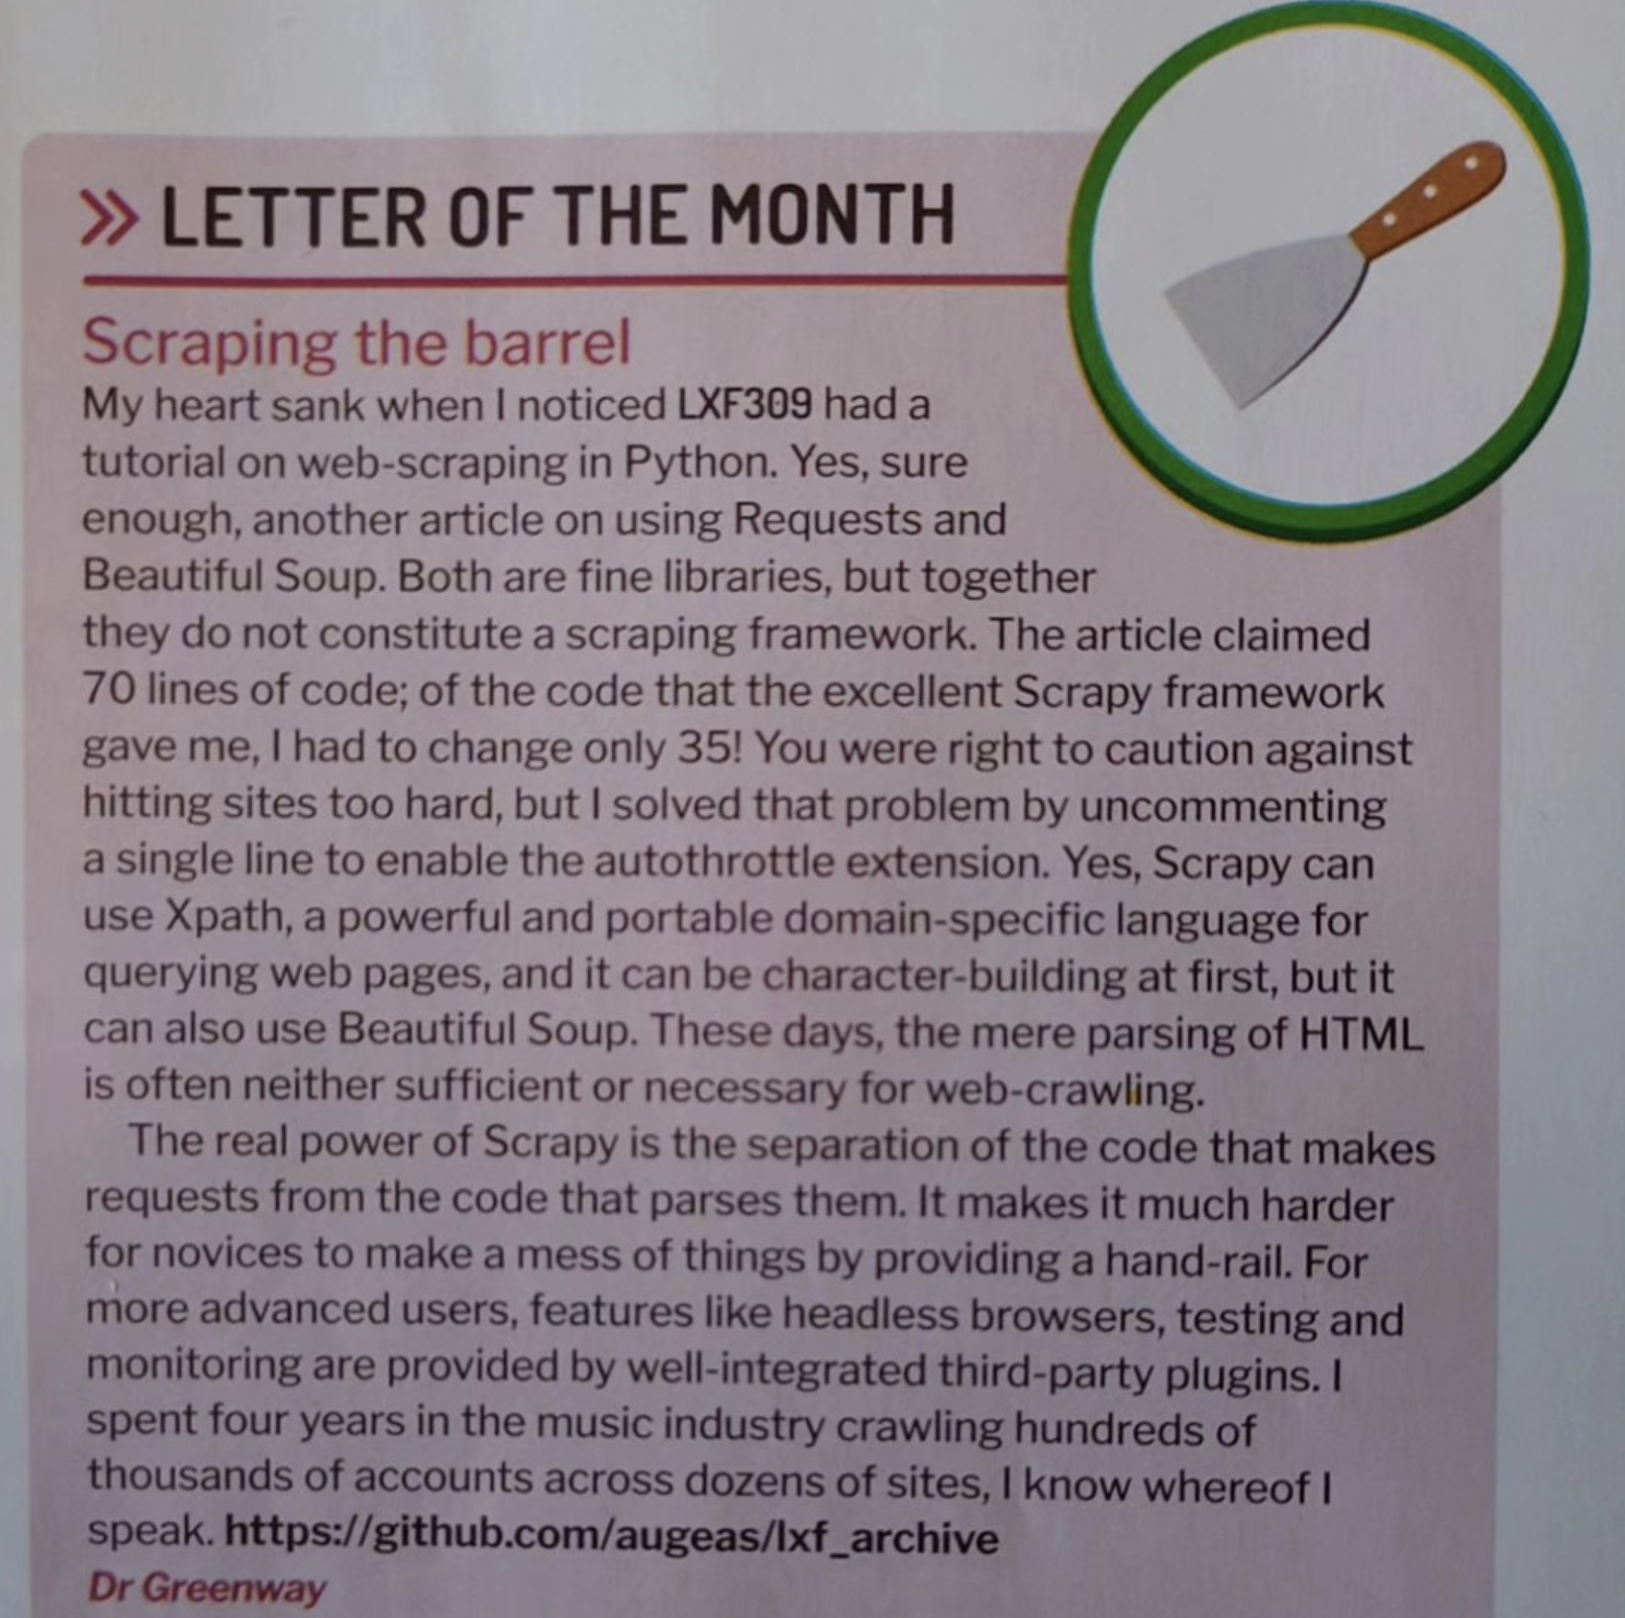 LETTER OF THE MONTH
Scraping the barrel
My heart sank when I noticed LXF309 had a
tutorial on web-scraping in Python. Yes, sure
enough, another article on using Requests and
Beautiful Soup. Both are fine libraries, but together
they do not constitute a scraping framework. The article claimed
70 lines of code; of the code that the excellent Scrapy framework
gave me, I had to change only 35! You were right to caution against
hitting sites too hard, but I solved that problem by uncommenting
a single line to enable the autothrottle extension. Yes, Scrapy can
use Xpath, a powerful and portable domain-specific language for
querying web pages, and it can be character-building at first, but it
can also use Beautiful Soup. These days, the mere parsing of HTML
is often neither sufficient or necessary for web-crawling.
The real power of Scrapy is the separation of the code that makes
requests from the code that parses them. It makes it much harder
for novices to make a mess of things by providing a hand-rail. For
more advanced users, features like headless browsers, testing and
monitoring are provided by well-integrated third-party plugins. I
spent four years in the music industry crawling hundreds of
thousands of accounts across dozens of sites, I know whereof I
speak. https://github.com/augeas/lxf_archive
Dr Greenway